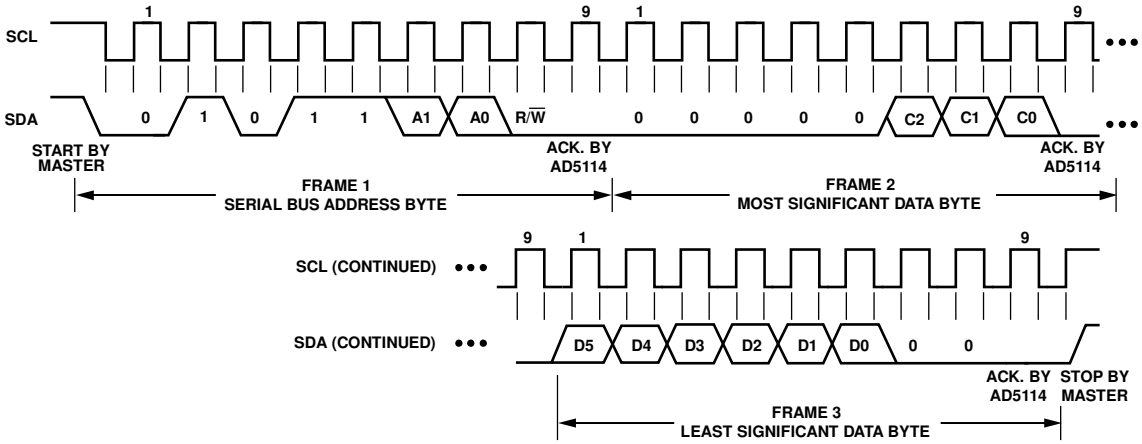 1 9 1 9
SCL
SDA 0 1 0 1 1 A1 A0 R/W̅ 0 0 0 0 0 C2 C1 C0
START BY
MASTER
ACK. BY
AD5114
ACK. BY
AD5114
FRAME 1
SERIAL BUS ADDRESS BYTE
FRAME 2
MOST SIGNIFICANT DATA BYTE
9 1 9
SCL (CONTINUED)
SDA (CONTINUED) D5 D4 D3 D2 D1 D0 0 0
ACK. BY
AD5114
STOP BY
MASTER
FRAME 3
LEAST SIGNIFICANT DATA BYTE